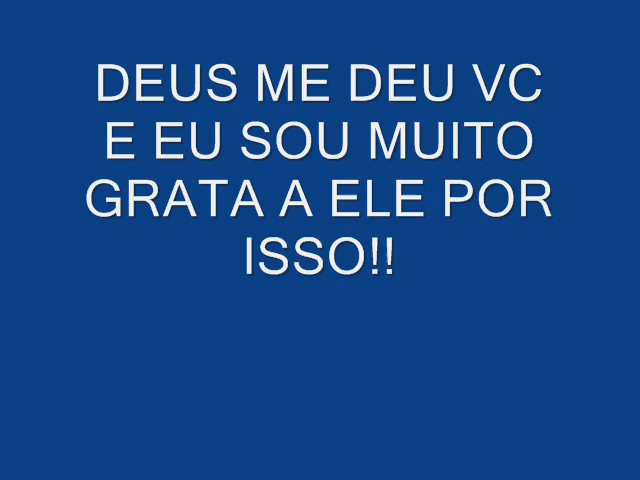 DEUS ME DEU VC
E EU SOU MUITO
GRATA A ELE POR
ISSO!!